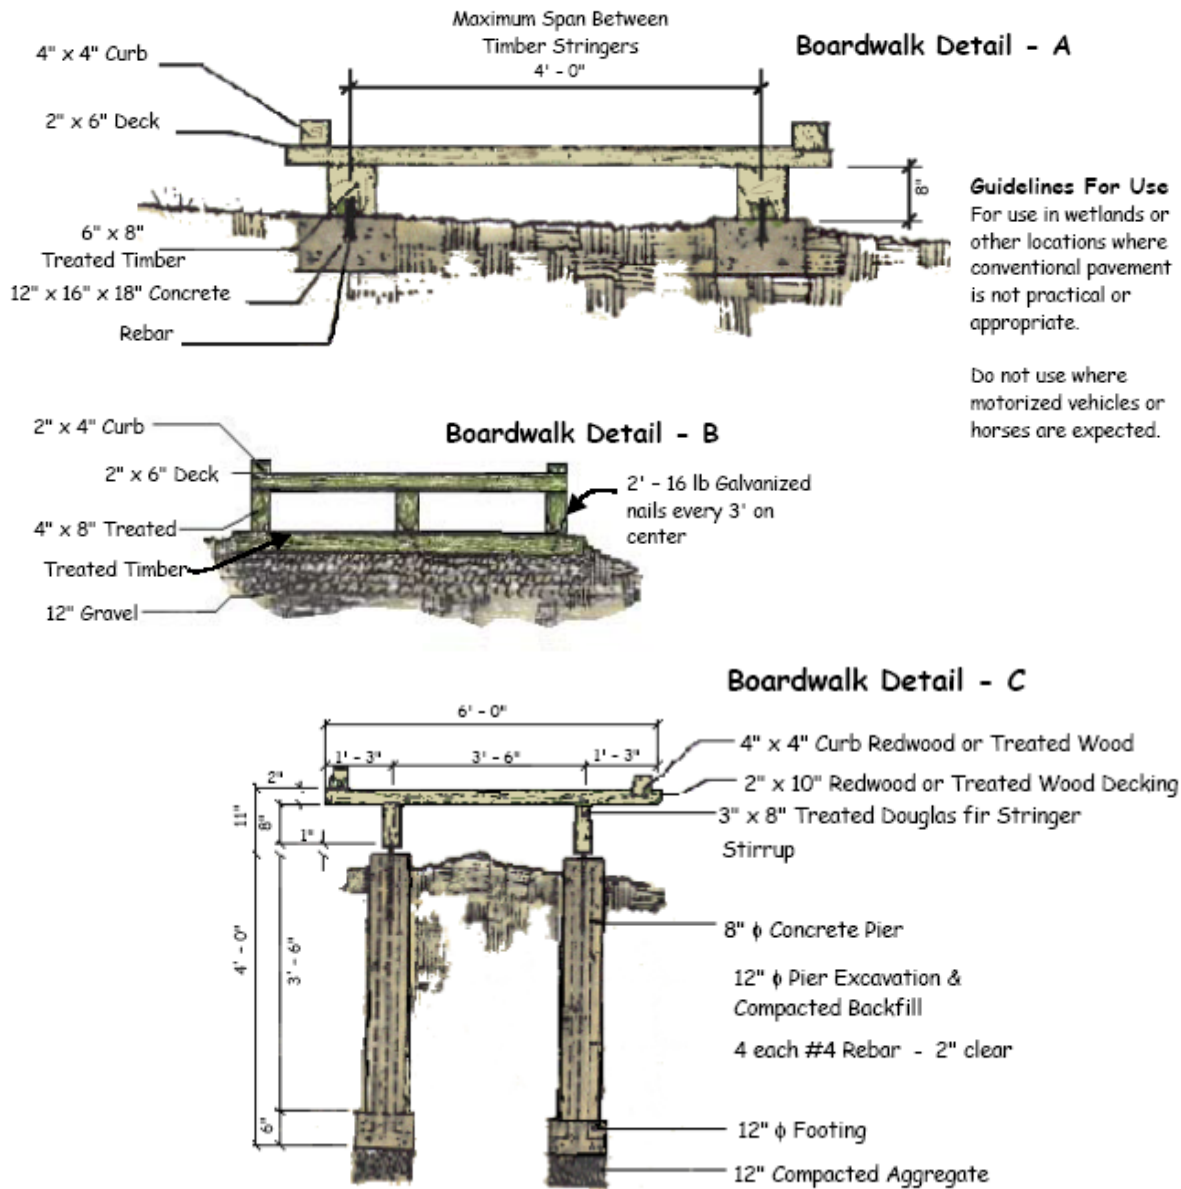 Maximum Span Between
Timber Stringers
4' - 0"
Boardwalk Detail - A
4" x 4" Curb
2" x 6" Deck
8"
6" x 8"
Treated Timber
12" x 16" x 18" Concrete
Rebar
Guidelines For Use
For use in wetlands or
other locations where
conventional pavement
is not practical or
appropriate.
Do not use where
motorized vehicles or
horses are expected.
Boardwalk Detail - B
2" x 4" Curb
2" x 6" Deck
4" x 8" Treated
Treated Timber
12" Gravel
2' - 16 lb Galvanized
nails every 3' on
center
Boardwalk Detail - C
6' - 0"
1' - 3"
3' - 6"
1' - 3"
2"
11"
8"
1"
4' - 0"
3' - 6"
6"
4" x 4" Curb Redwood or Treated Wood
2" x 10" Redwood or Treated Wood Decking
3" x 8" Treated Douglas fir Stringer
Stirrup
8" ϕ Concrete Pier
12" ϕ Pier Excavation &
Compacted Backfill
4 each #4 Rebar - 2" clear
12" ϕ Footing
12" Compacted Aggregate